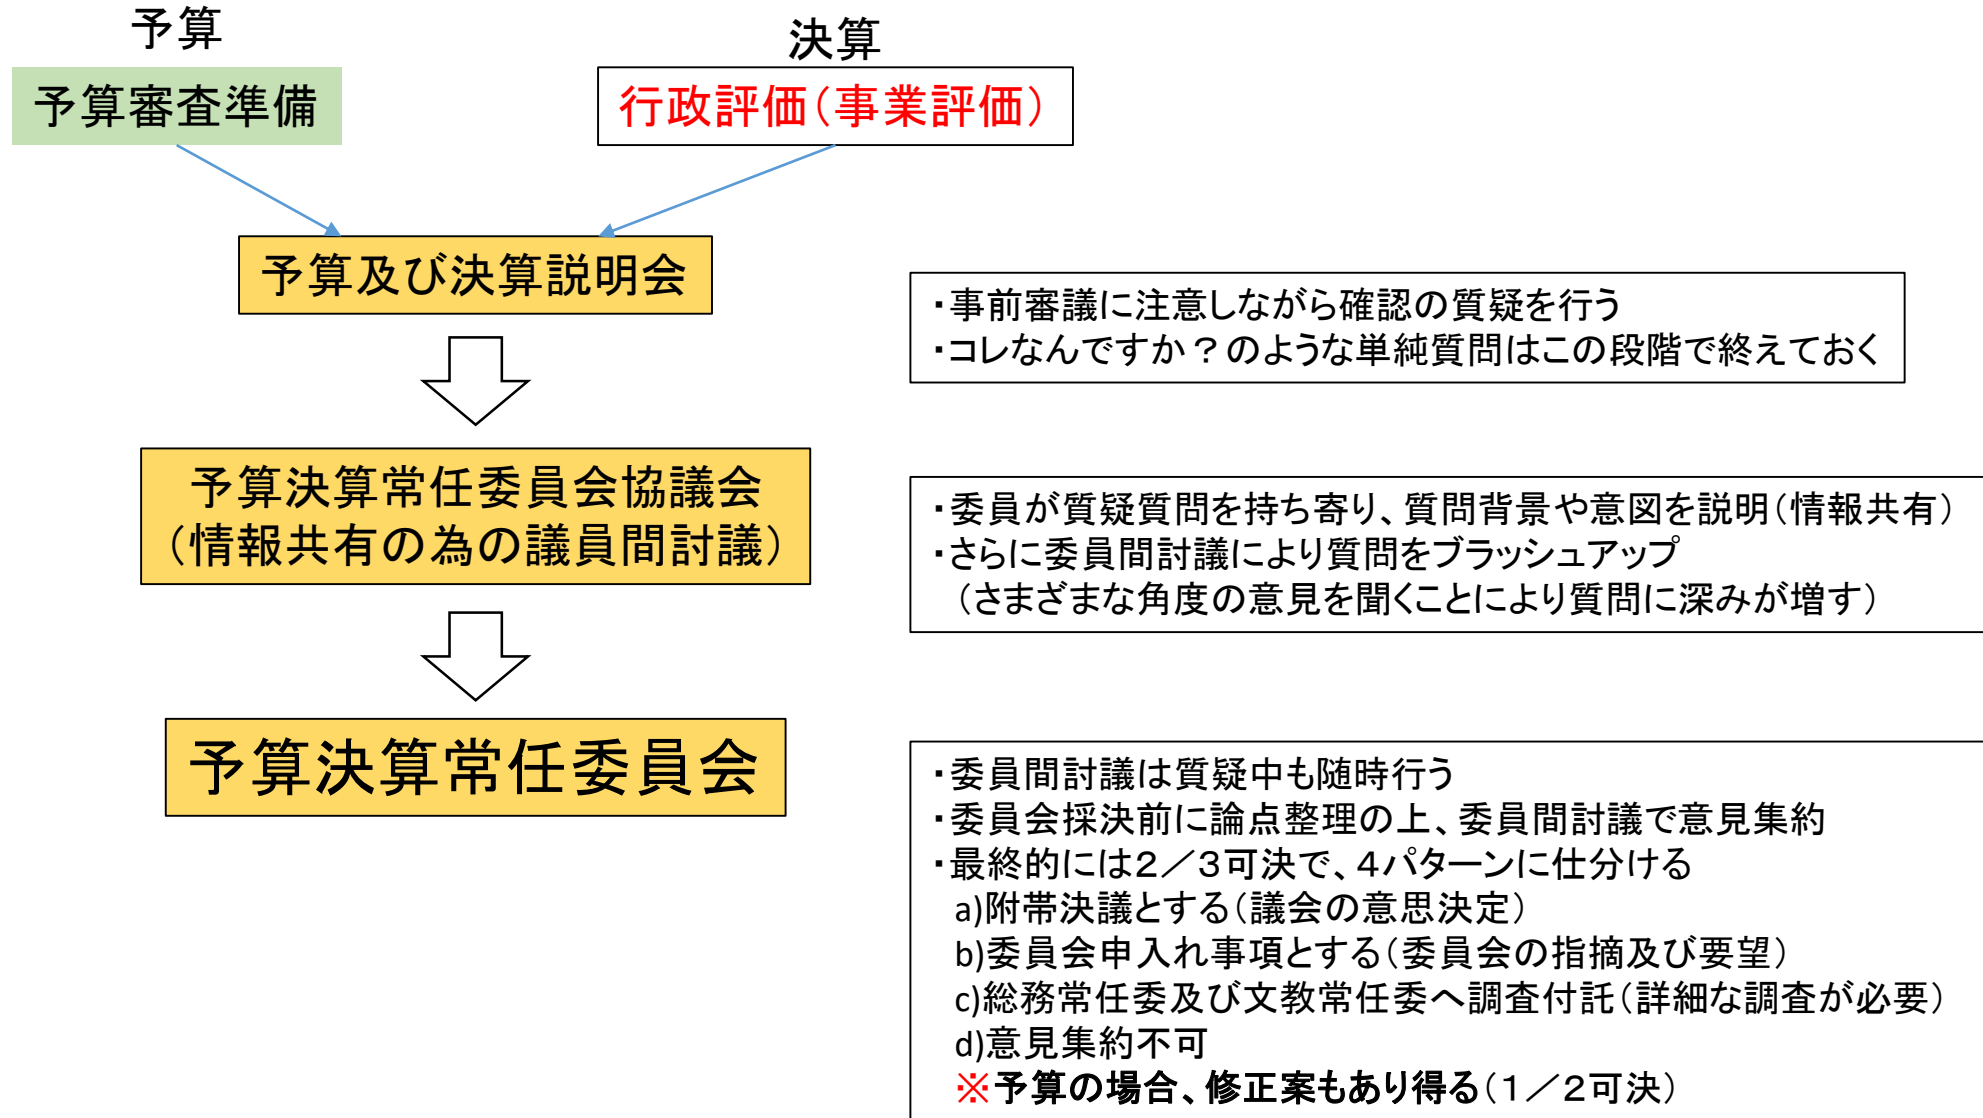 予算
決算
予算審査準備
行政評価(事業評価)
予算及び決算説明会
・事前審議に注意しながら確認の質疑を行う
・コレなんですか？のような単純質問はこの段階で終えておく
予算決算常任委員会協議会
(情報共有の為の議員間討議)
・委員が質疑質問を持ち寄り、質問背景や意図を説明(情報共有)
・さらに委員間討議により質問をブラッシュアップ
(さまざまな角度の意見を聞くことにより質問に深みが増す)
予算決算常任委員会
・委員間討議は質疑中も随時行う
・委員会採決前に論点整理の上、委員間討議で意見集約
・最終的には２／３可決で、４パターンに仕分ける
a)附帯決議とする(議会の意思決定)
b)委員会申入れ事項とする(委員会の指摘及び要望)
c)総務常任委及び文教常任委へ調査付託(詳細な調査が必要)
d)意見集約不可
※予算の場合、修正案もあり得る(１／２可決)